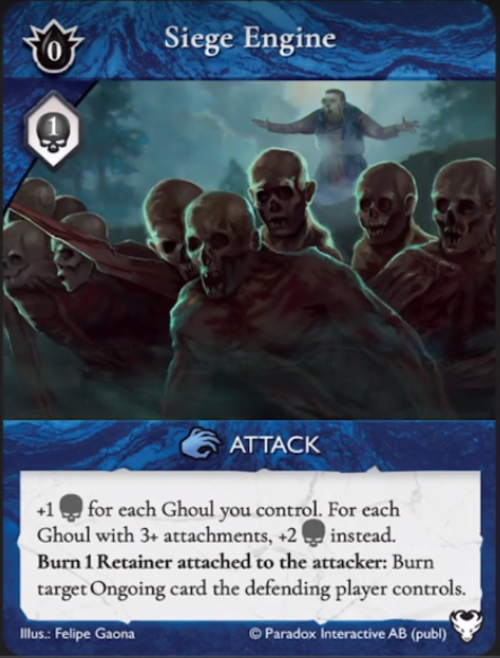 0
Siege Engine
1
ATTACK
+1 for each Ghoul you control. For each
Ghoul with 3+ attachments, +2 instead.
Burn 1 Retainer attached to the attacker: Burn
target Ongoing card the defending player controls.
Illus.: Felipe Gaona
© Paradox Interactive AB (publ)